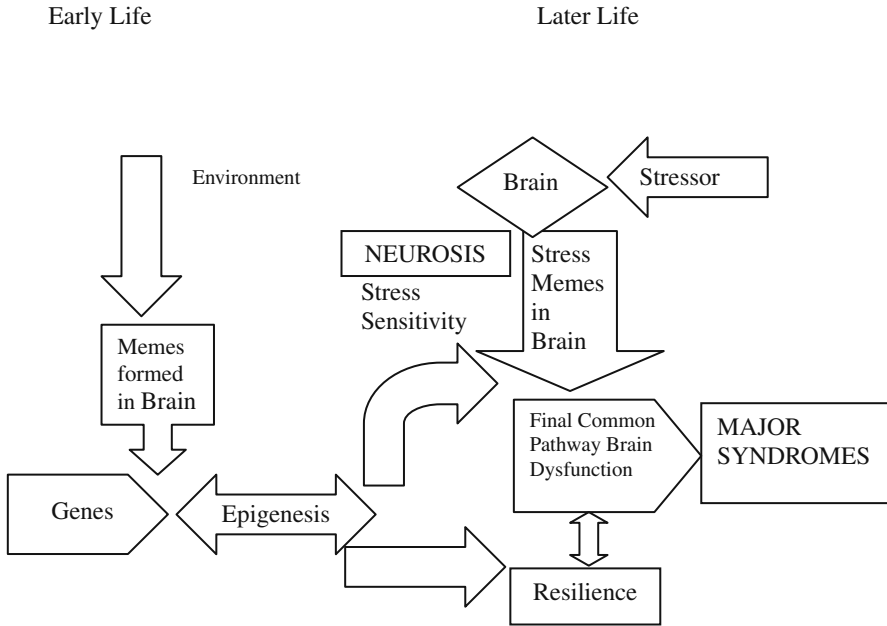 Early Life
Later Life
Environment
Brain
Stressor
NEUROSIS
Stress
Sensitivity
Stress
Memes
in
Brain
Memes
formed
in Brain
Final Common
Pathway Brain
Dysfunction
MAJOR
SYNDROMES
Genes
Epigenesis
Resilience